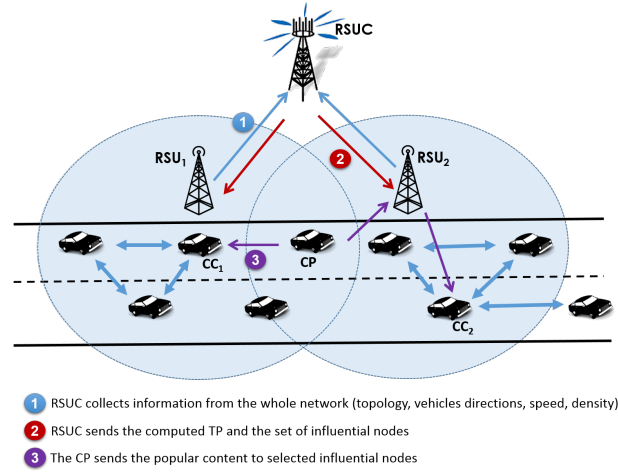 RSUC
1
RSU1
2
RSU2
CC1
3
CP
CC2
1 RSUC collects information from the whole network (topology, vehicles directions, speed, density)
2 RSUC sends the computed TP and the set of influential nodes
3 The CP sends the popular content to selected influential nodes